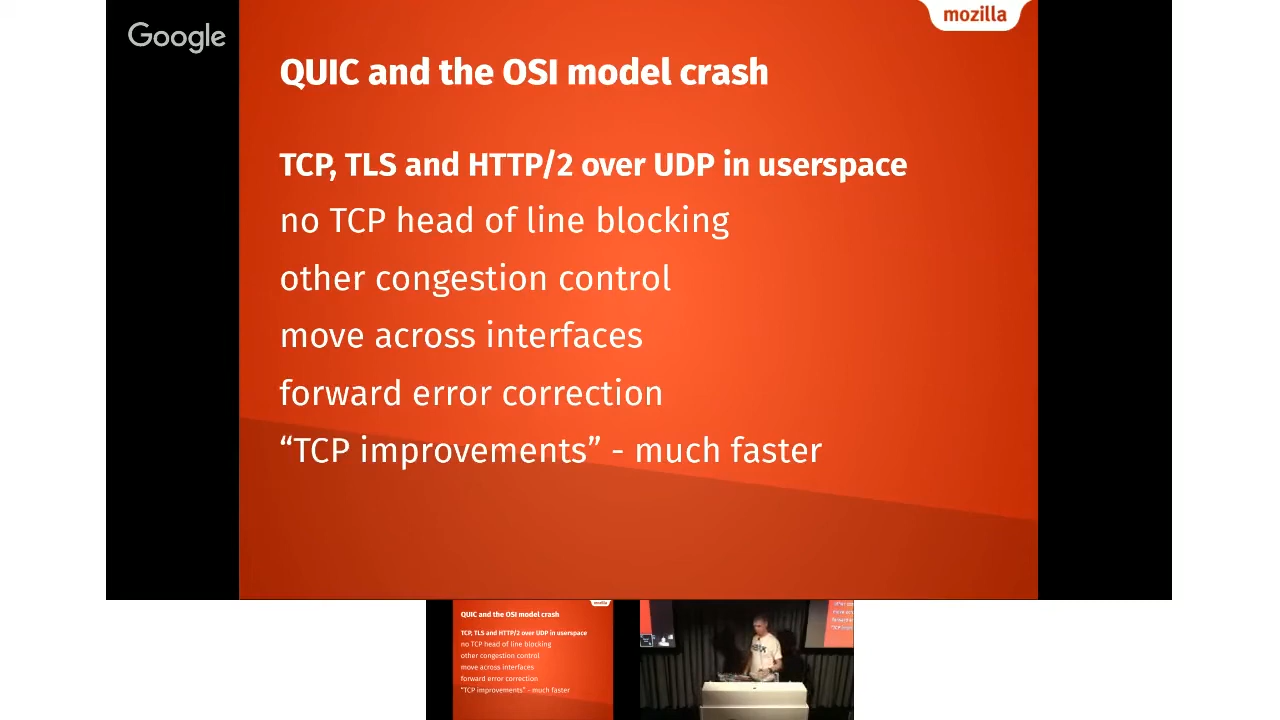 Google
mozilla
QUIC and the OSI model crash
TCP, TLS and HTTP/2 over UDP in userspace
no TCP head of line blocking
other congestion control
move across interfaces
forward error correction
“TCP improvements” - much faster
mozilla
QUIC and the OSI model crash
TCP, TLS and HTTP/2 over UDP in userspace
no TCP head of line blocking
other congestion control
move across interfaces
forward error correction
“TCP improvements” - much faster